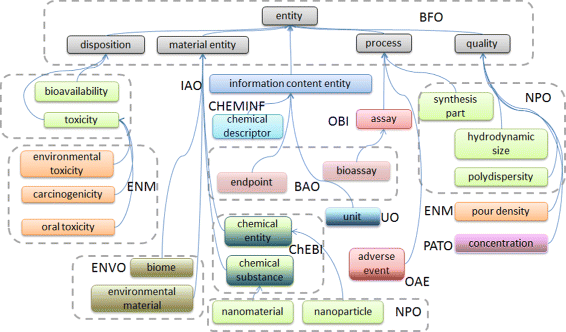 entity
BFO
disposition
material entity
process
quality
IAO
information content entity
bioavailability
toxicity
CHEMINF
chemical
descriptor
OBI
assay
synthesis
part
NPO
hydrodynamic
size
polydispersity
environmental
toxicity
carcinogenicity
oral toxicity
ENM
endpoint
bioassay
BAO
unit
UO
ENM
pour density
PATO
concentration
chemical
entity
ChEBI
chemical
substance
adverse
event
OAE
ENVO
biome
environmental
material
nanomaterial
nanoparticle
NPO